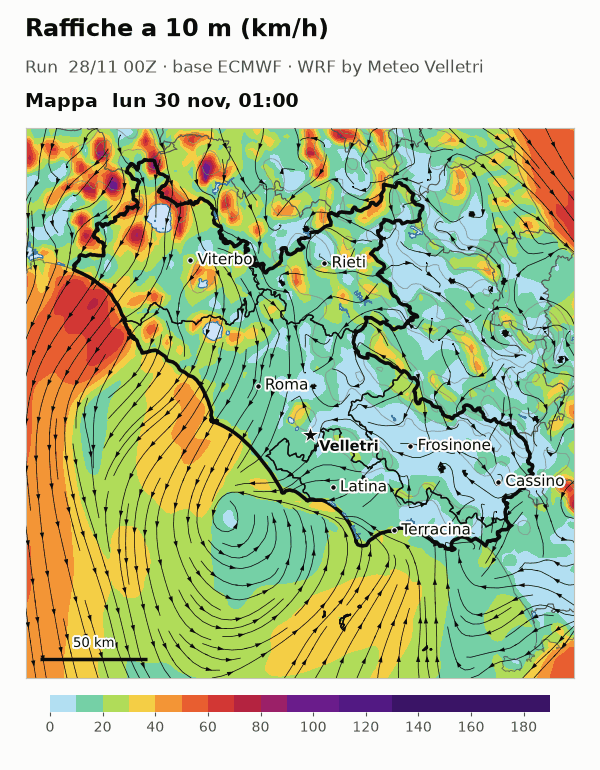 Raffiche a 10 m (km/h)
Run  28/11 00Z · base ECMWF · WRF by Meteo Velletri
Mappa  lun 30 nov, 01:00
Viterbo
Rieti
Roma
Velletri
Frosinone
Cassino
Latina
Terracina
50 km
0 20 40 60 80 100 120 140 160 180